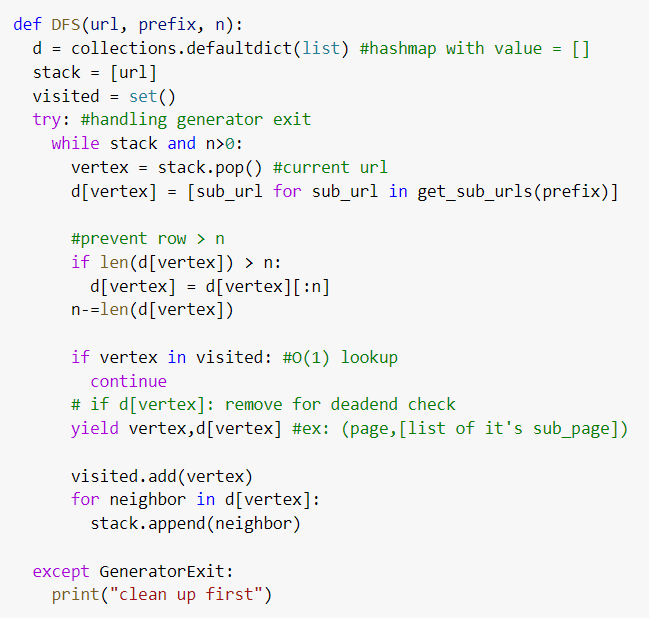 def DFS(url, prefix, n):
  d = collections.defaultdict(list) #hashmap with value = []
  stack = [url]
  visited = set()
  try: #handling generator exit
    while stack and n>0:
      vertex = stack.pop() #current url
      d[vertex] = [sub_url for sub_url in get_sub_urls(prefix)]

      #prevent row > n
      if len(d[vertex]) > n:
        d[vertex] = d[vertex][:n]
      n-=len(d[vertex])

      if vertex in visited: #O(1) lookup
        continue
      # if d[vertex]: remove for deadend check
      yield vertex,d[vertex] #ex: (page,[list of it's sub_page])

      visited.add(vertex)
      for neighbor in d[vertex]:
        stack.append(neighbor)

  except GeneratorExit:
    print("clean up first")